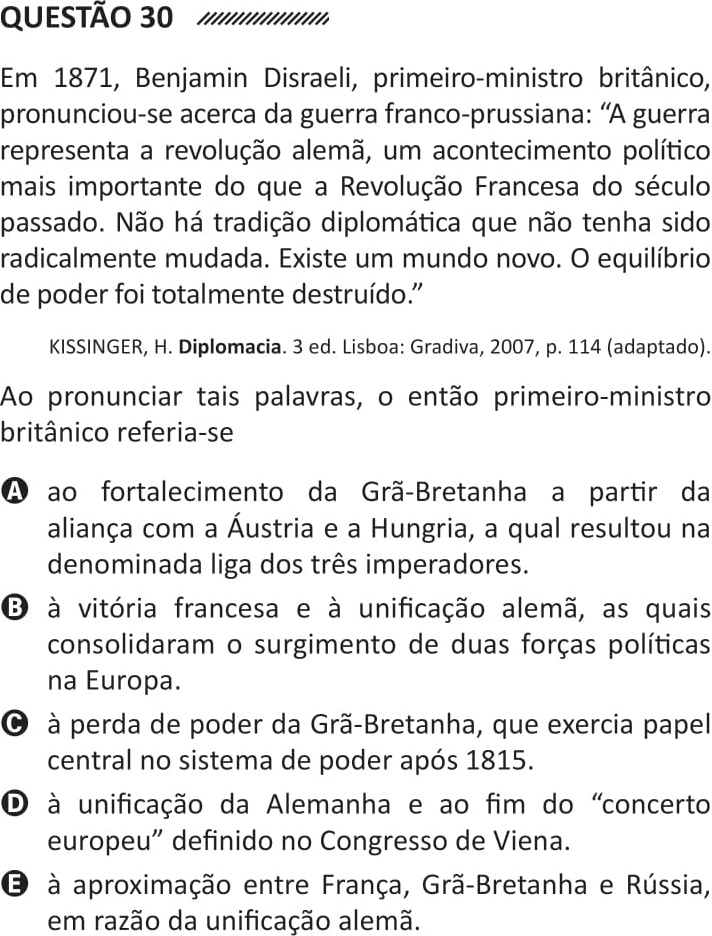 QUESTÃO 30
Em 1871, Benjamin Disraeli, primeiro-ministro britânico,
pronunciou-se acerca da guerra franco-prussiana: “A guerra
representa a revolução alemã, um acontecimento político
mais importante do que a Revolução Francesa do século
passado. Não há tradição diplomática que não tenha sido
radicalmente mudada. Existe um mundo novo. O equilíbrio
de poder foi totalmente destruído.”
KISSINGER, H. Diplomacia. 3 ed. Lisboa: Gradiva, 2007, p. 114 (adaptado).
Ao pronunciar tais palavras, o então primeiro-ministro
britânico referia-se
A ao fortalecimento da Grã-Bretanha a partir da
aliança com a Áustria e a Hungria, a qual resultou na
denominada liga dos três imperadores.
B à vitória francesa e à unificação alemã, as quais
consolidaram o surgimento de duas forças políticas
na Europa.
C à perda de poder da Grã-Bretanha, que exercia papel
central no sistema de poder após 1815.
D à unificação da Alemanha e ao fim do “concerto
europeu” definido no Congresso de Viena.
E à aproximação entre França, Grã-Bretanha e Rússia,
em razão da unificação alemã.